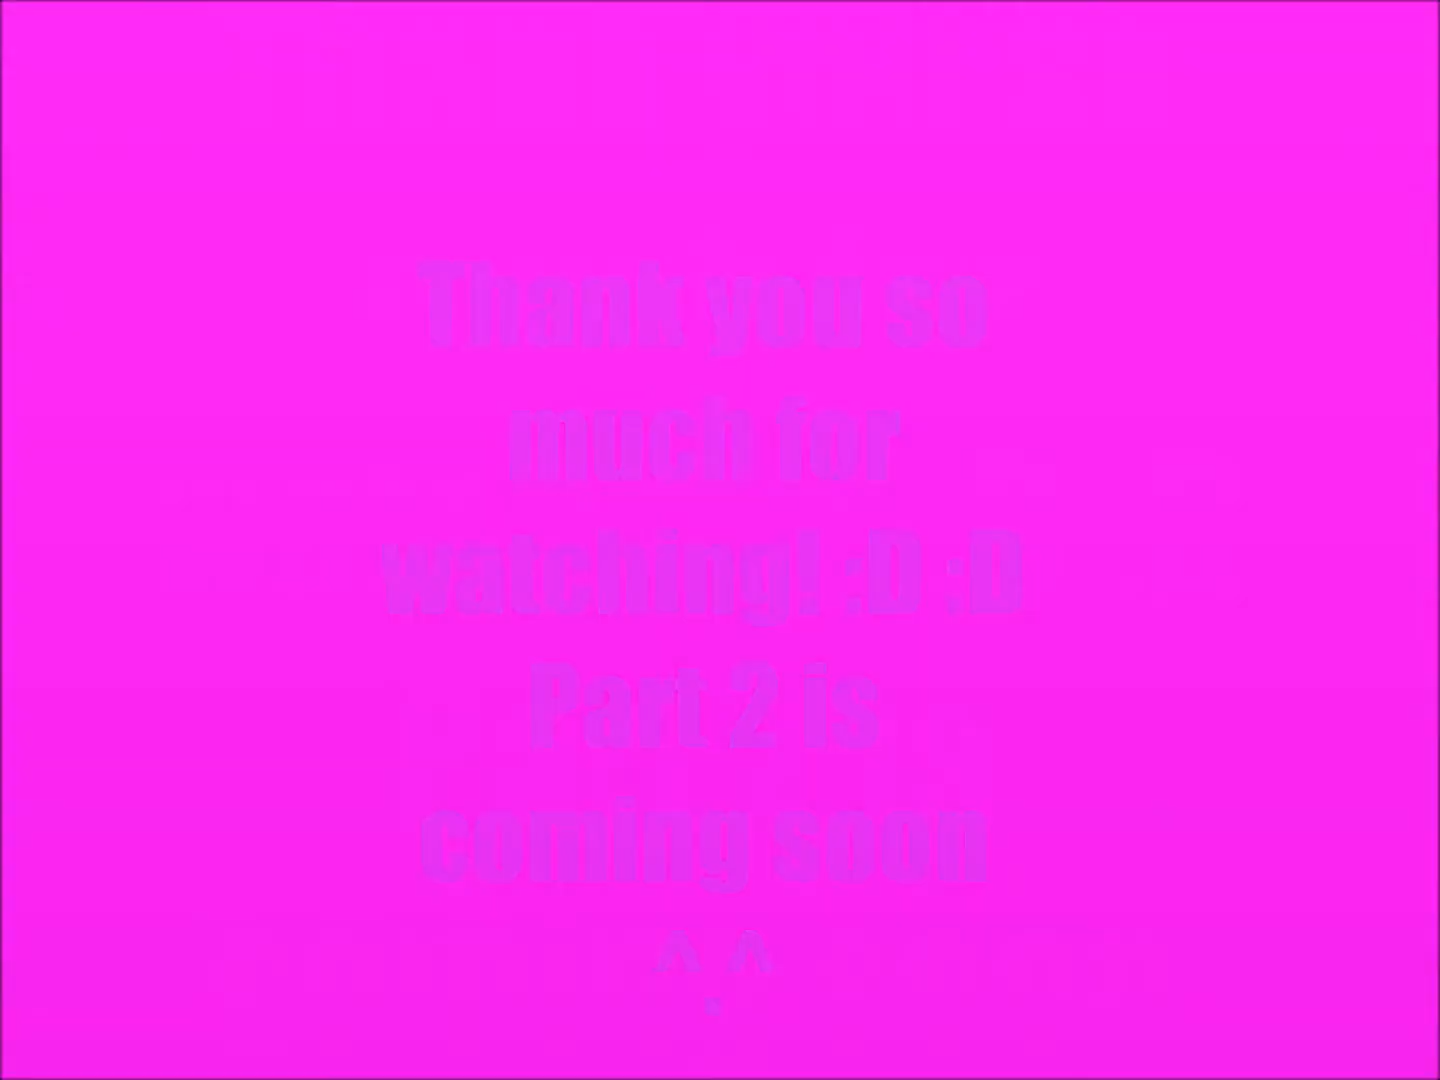 Thank you so
much for
watching! :D :D
Part 2 is
coming soon
^.^